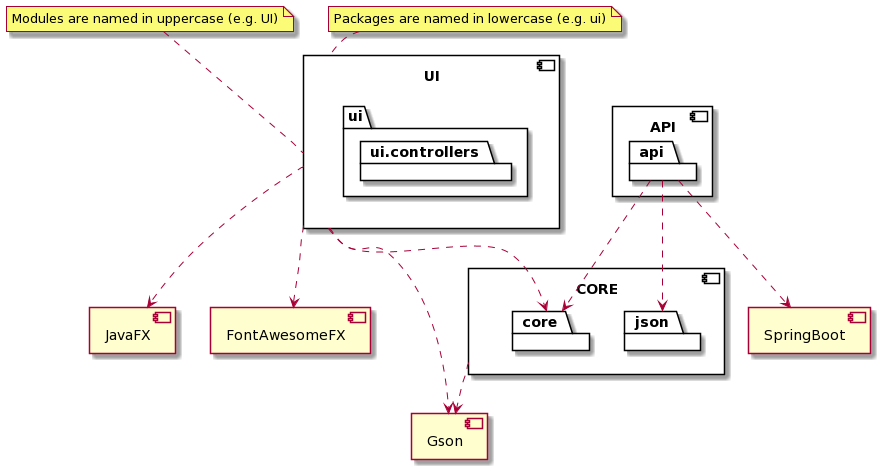 Modules are named in uppercase (e.g. UI)
Packages are named in lowercase (e.g. ui)
UI
ui
ui.controllers
API
api
CORE
core
json
JavaFX
FontAwesomeFX
SpringBoot
Gson